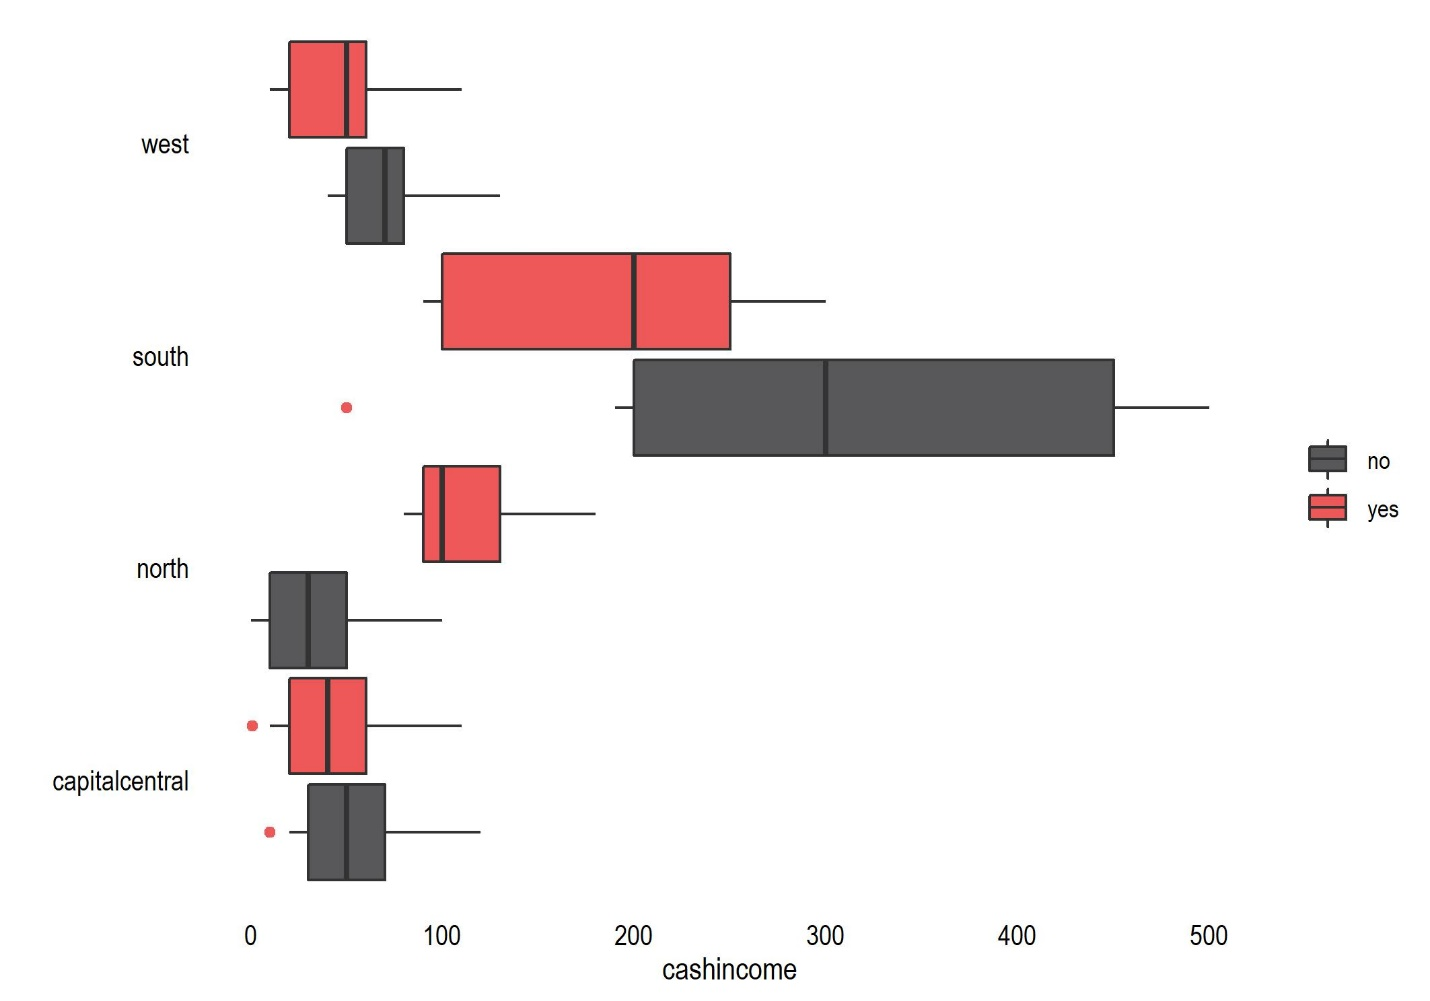 west
south
north
capitalcentral
no
yes
0 100 200 300 400 500
cashincome